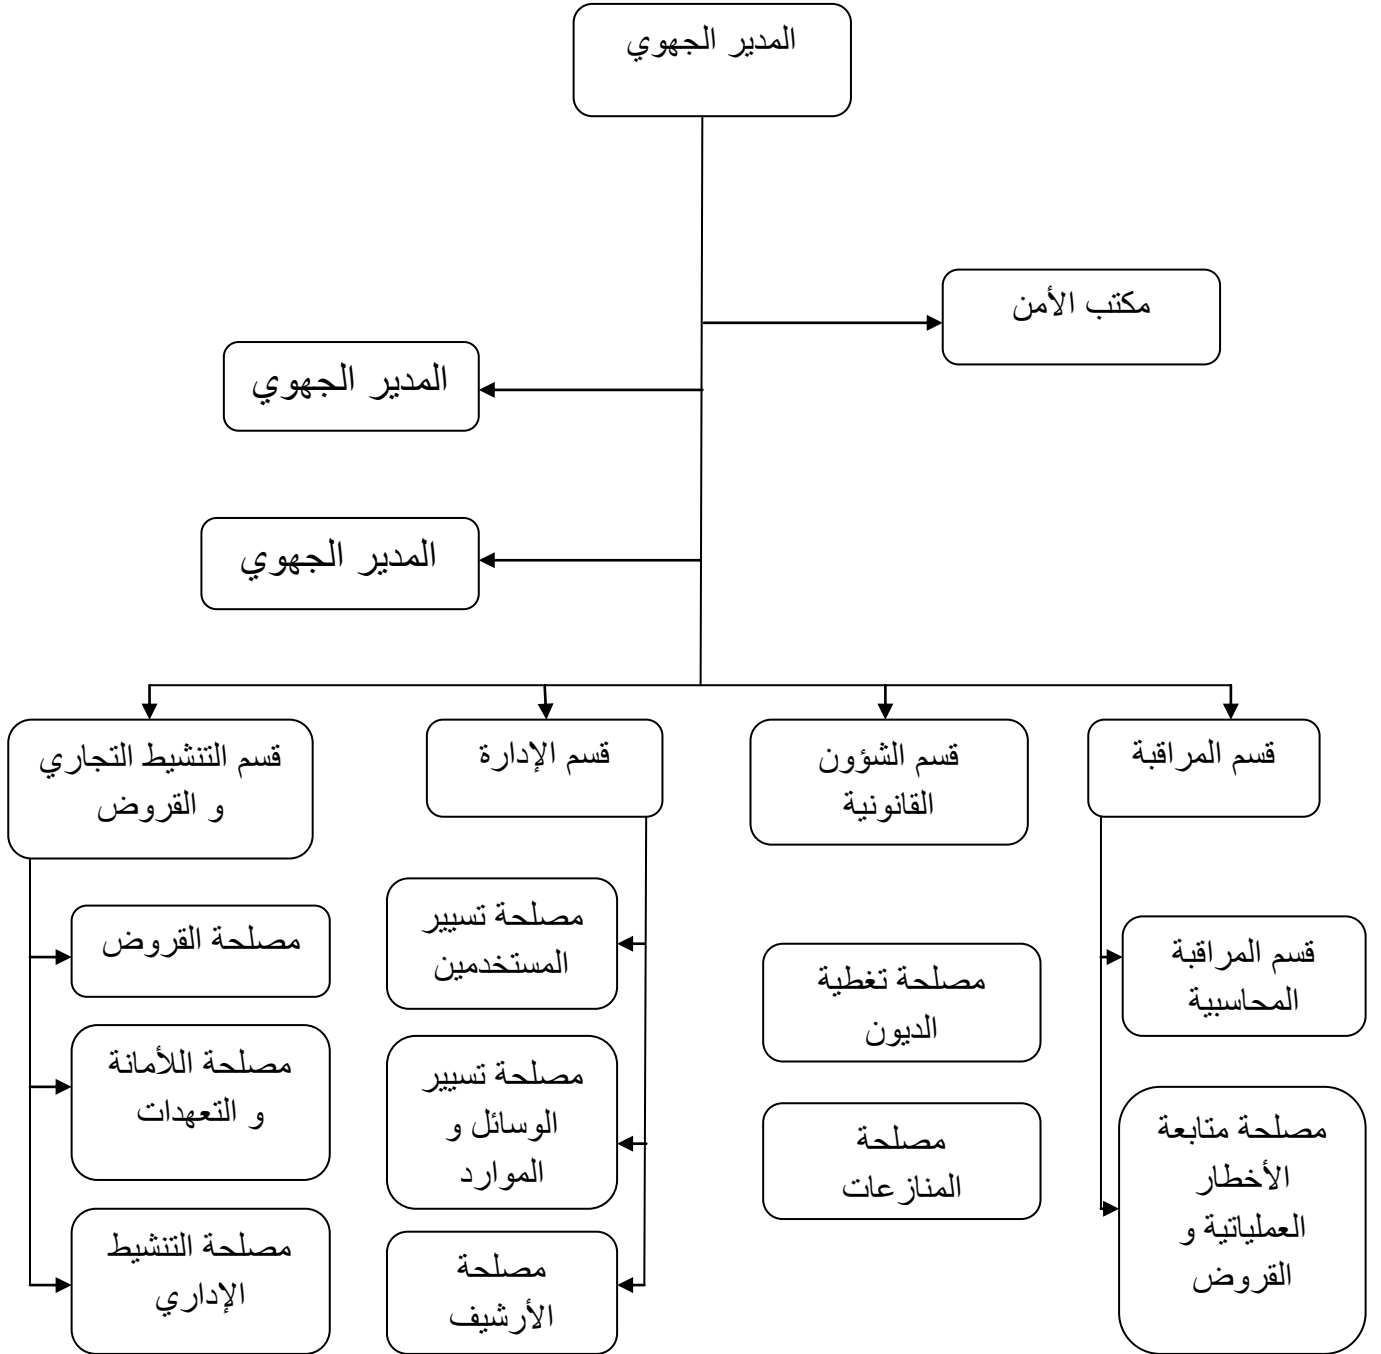 المدير الجهوي
مكتب الأمن
المدير الجهوي
المدير الجهوي
قسم المراقبة
قسم الشؤون
القانونية
قسم الإدارة
قسم التنشيط التجاري
و القروض
قسم المراقبة
المحاسبية
مصلحة متابعة
الأخطار
العملياتية و
القروض
مصلحة تغطية
الديون
مصلحة
المنازعات
مصلحة تسيير
المستخدمين
مصلحة تسيير
الوسائل و
الموارد
مصلحة
الأرشيف
مصلحة القروض
مصلحة اللأمانة
و التعهدات
مصلحة التنشيط
الإداري